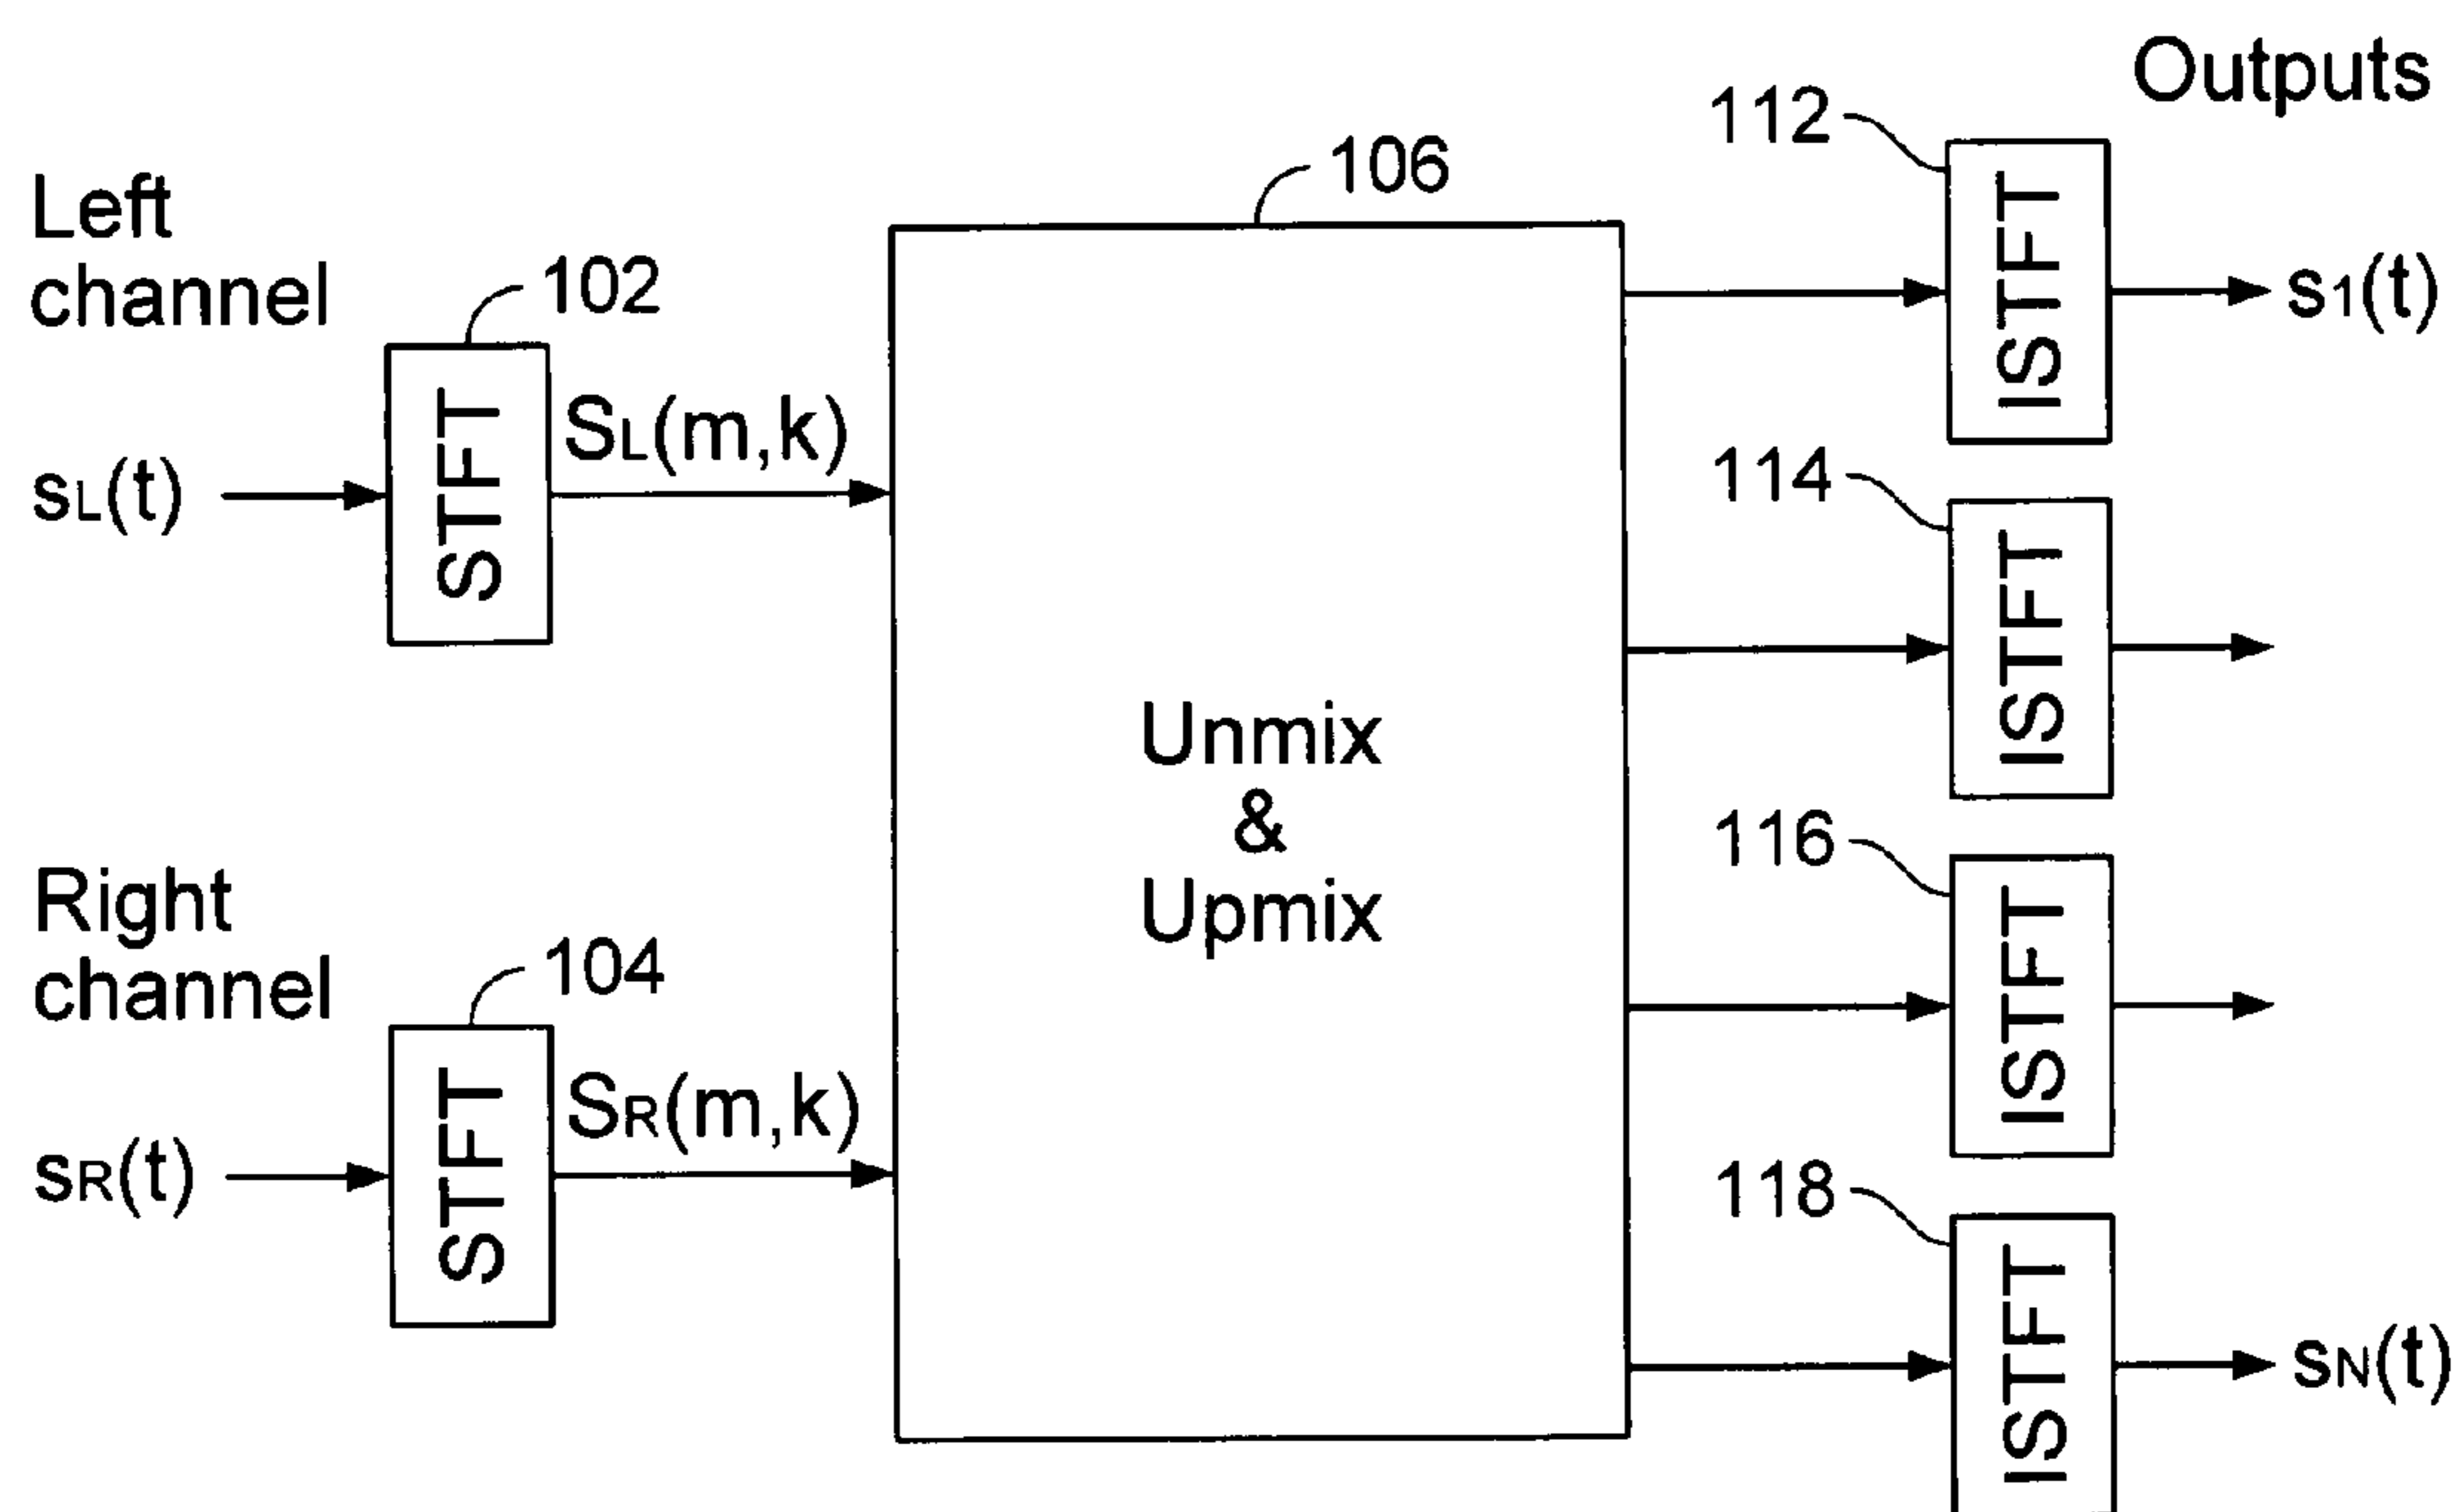 Outputs
112
106
Left
channel
102
ISTFT
s1(t)
STFT
SL(m,k)
sL(t)
114
ISTFT
Unmix
&
Upmix
116
ISTFT
Right
channel
104
STFT
SR(m,k)
sR(t)
118
ISTFT
sN(t)